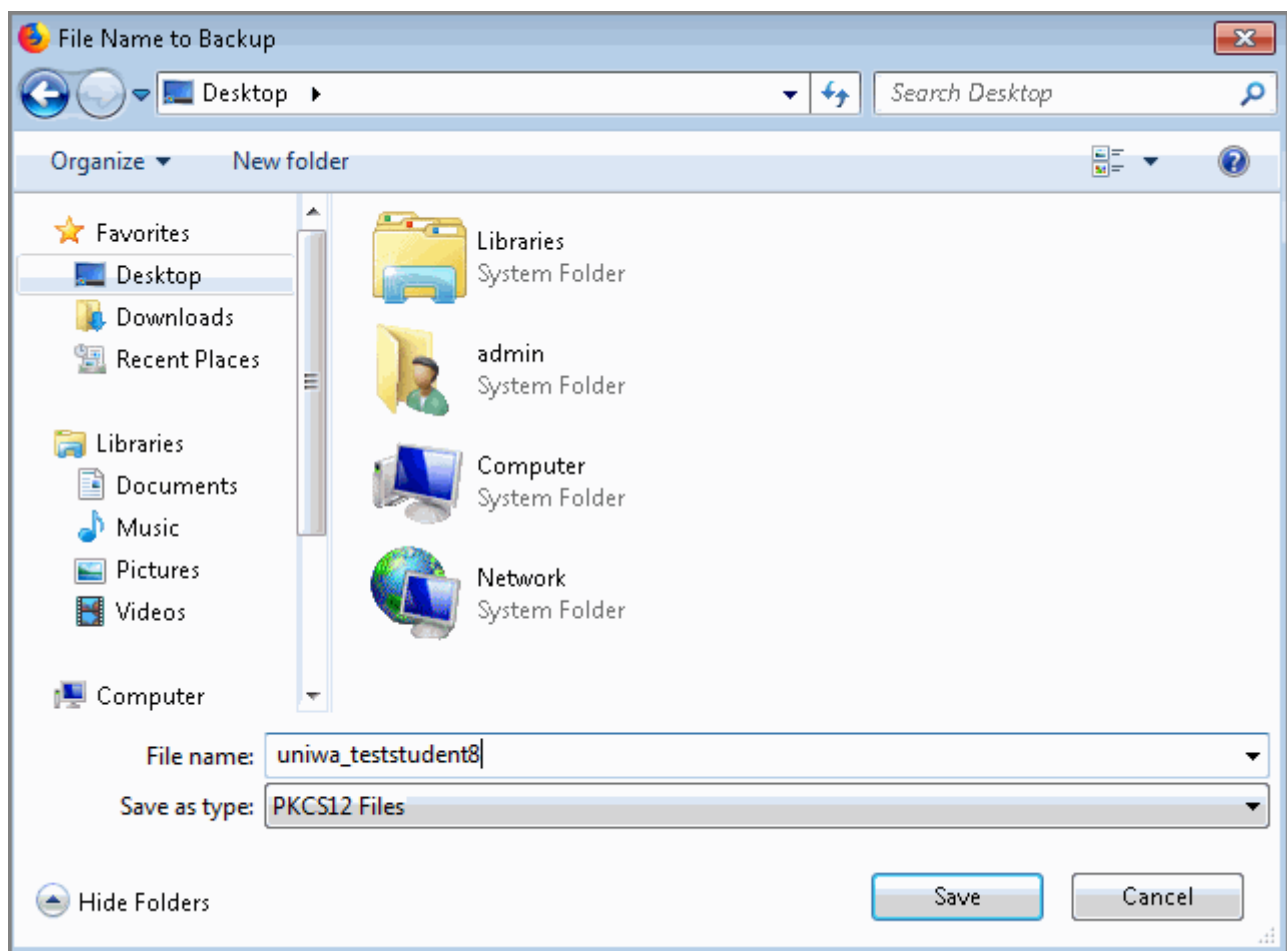 File Name to Backup
Desktop
Search Desktop
Organize
New folder
Favorites
Desktop
Downloads
Recent Places
Libraries
Documents
Music
Pictures
Videos
Computer
Libraries
System Folder
admin
System Folder
Computer
System Folder
Network
System Folder
File name: uniwa_teststudent8
Save as type: PKCS12 Files
Hide Folders
Save
Cancel